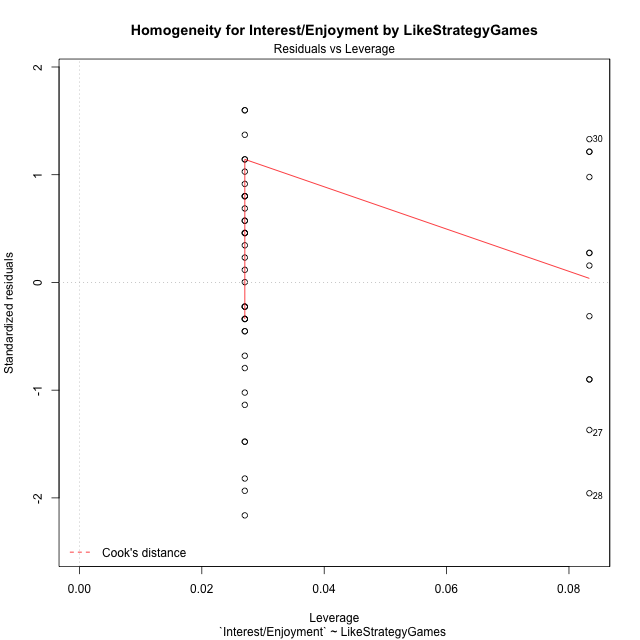 Homogeneity for Interest/Enjoyment by LikeStrategyGames
Residuals vs Leverage
2
1
0
-1
-2
Standardized residuals
30
27
28
Cook's distance
0.00 0.02 0.04 0.06 0.08
Leverage
`Interest/Enjoyment` ~ LikeStrategyGames